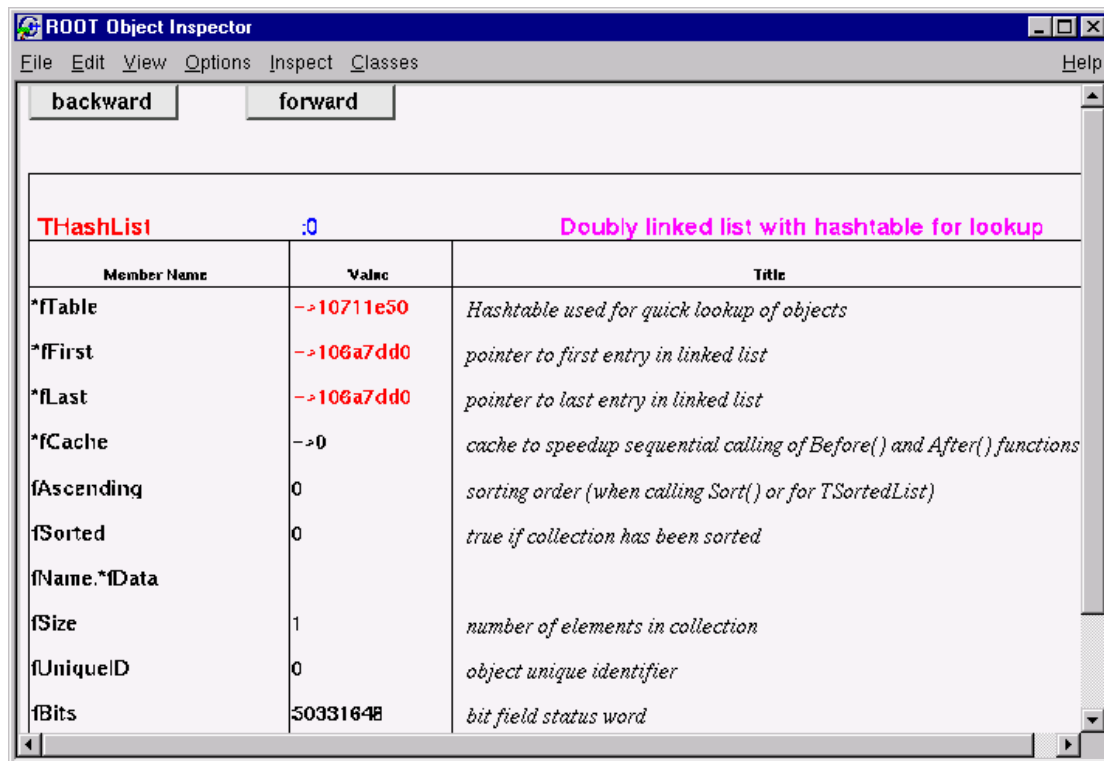 ROOT Object Inspector
File Edit View Options Inspect Classes Help
backward forward
THashList :0 Doubly linked list with hashtable for lookup
Member Name Value Title
*fTable ->10711e50 Hashtable used for quick lookup of objects
*fFirst ->106a7dd0 pointer to first entry in linked list
*fLast ->106a7dd0 pointer to last entry in linked list
*fCache ->0 cache to speedup sequential calling of Before() and After() functions
fAscending 0 sorting order (when calling Sort() or for TSortedList)
fSorted 0 true if collection has been sorted
fName.*fData
fSize 1 number of elements in collection
fUniqueID 0 object unique identifier
fBits 50331648 bit field status word